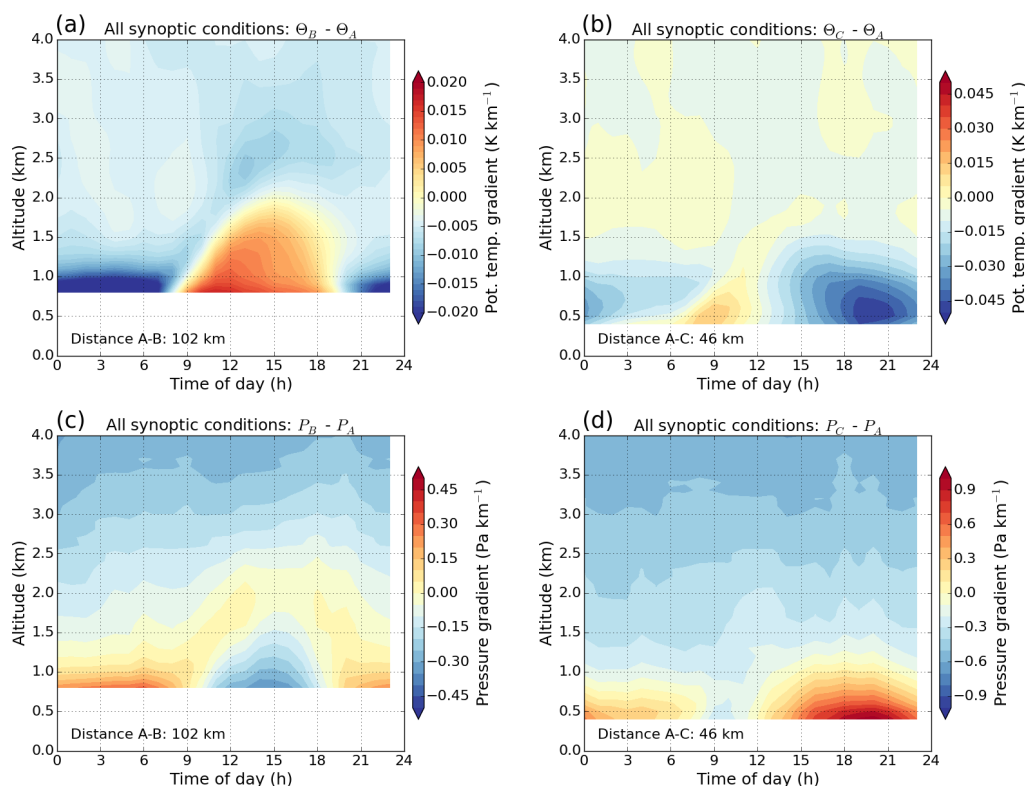 (a) All synoptic conditions: Θ_B - Θ_A
4.0
3.5
3.0
2.5
2.0
1.5
1.0
0.5
0.0
Altitude (km)
Distance A-B: 102 km
0 3 6 9 12 15 18 21 24
Time of day (h)
0.020
0.015
0.010
0.005
0.000
−0.005
−0.010
−0.015
−0.020
Pot. temp. gradient (K km⁻¹)
(b) All synoptic conditions: Θ_C - Θ_A
4.0
3.5
3.0
2.5
2.0
1.5
1.0
0.5
0.0
Altitude (km)
Distance A-C: 46 km
0 3 6 9 12 15 18 21 24
Time of day (h)
0.045
0.030
0.015
0.000
−0.015
−0.030
−0.045
Pot. temp. gradient (K km⁻¹)
(c) All synoptic conditions: P_B - P_A
4.0
3.5
3.0
2.5
2.0
1.5
1.0
0.5
0.0
Altitude (km)
Distance A-B: 102 km
0 3 6 9 12 15 18 21 24
Time of day (h)
0.45
0.30
0.15
0.00
−0.15
−0.30
−0.45
Pressure gradient (Pa km⁻¹)
(d) All synoptic conditions: P_C - P_A
4.0
3.5
3.0
2.5
2.0
1.5
1.0
0.5
0.0
Altitude (km)
Distance A-C: 46 km
0 3 6 9 12 15 18 21 24
Time of day (h)
0.9
0.6
0.3
0.0
−0.3
−0.6
−0.9
Pressure gradient (Pa km⁻¹)